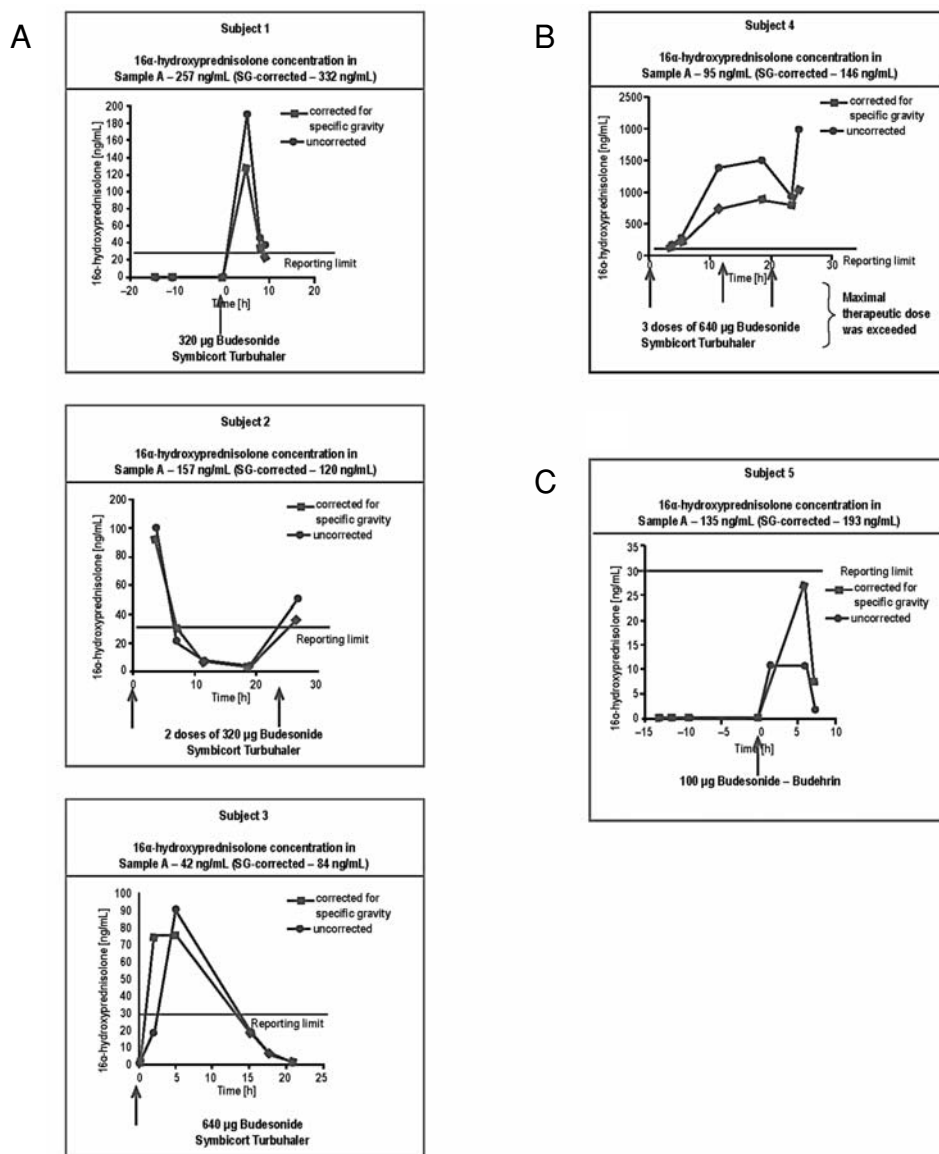 A
Subject 1
16α-hydroxyprednisolone concentration in
Sample A – 257 ng/mL (SG-corrected – 332 ng/mL)
16α-hydroxyprednisolone [ng/mL]
200
180
160
140
120
100
80
60
40
20
0
–20
–10
0
10
20
Time [h]
corrected for
specific gravity
uncorrected
Reporting limit
320 µg Budesonide
Symbicort Turbuhaler
Subject 2
16α-hydroxyprednisolone concentration in
Sample A – 157 ng/mL (SG-corrected – 120 ng/mL)
16α-hydroxyprednisolone [ng/mL]
200
100
80
60
40
20
0
0
10
20
30
Time [h]
corrected for
specific gravity
uncorrected
Reporting limit
2 doses of 320 µg Budesonide
Symbicort Turbuhaler
Subject 3
16α-hydroxyprednisolone concentration in
Sample A – 42 ng/mL (SG-corrected – 84 ng/mL)
16α-hydroxyprednisolone [ng/mL]
100
90
80
70
60
50
40
30
20
10
0
0
5
10
15
20
25
Time [h]
corrected for
specific gravity
uncorrected
Reporting limit
640 µg Budesonide
Symbicort Turbuhaler
B
Subject 4
16α-hydroxyprednisolone concentration in
Sample A – 95 ng/mL (SG-corrected – 146 ng/mL)
16α-hydroxyprednisolone [ng/mL]
2500
1000
1500
1000
500
0
0
10
20
30
40
Time [h]
corrected for
specific gravity
uncorrected
Reporting limit
3 doses of 640 µg Budesonide
Symbicort Turbuhaler
Maximal
therapeutic dose
was exceeded
C
Subject 5
16α-hydroxyprednisolone concentration in
Sample A – 135 ng/mL (SG-corrected – 193 ng/mL)
16α-hydroxyprednisolone [ng/mL]
35
30
25
20
15
10
5
0
–15
–10
–5
0
5
10
Time [h]
Reporting limit
corrected for
specific gravity
uncorrected
100 µg Budesonide – Budehrin